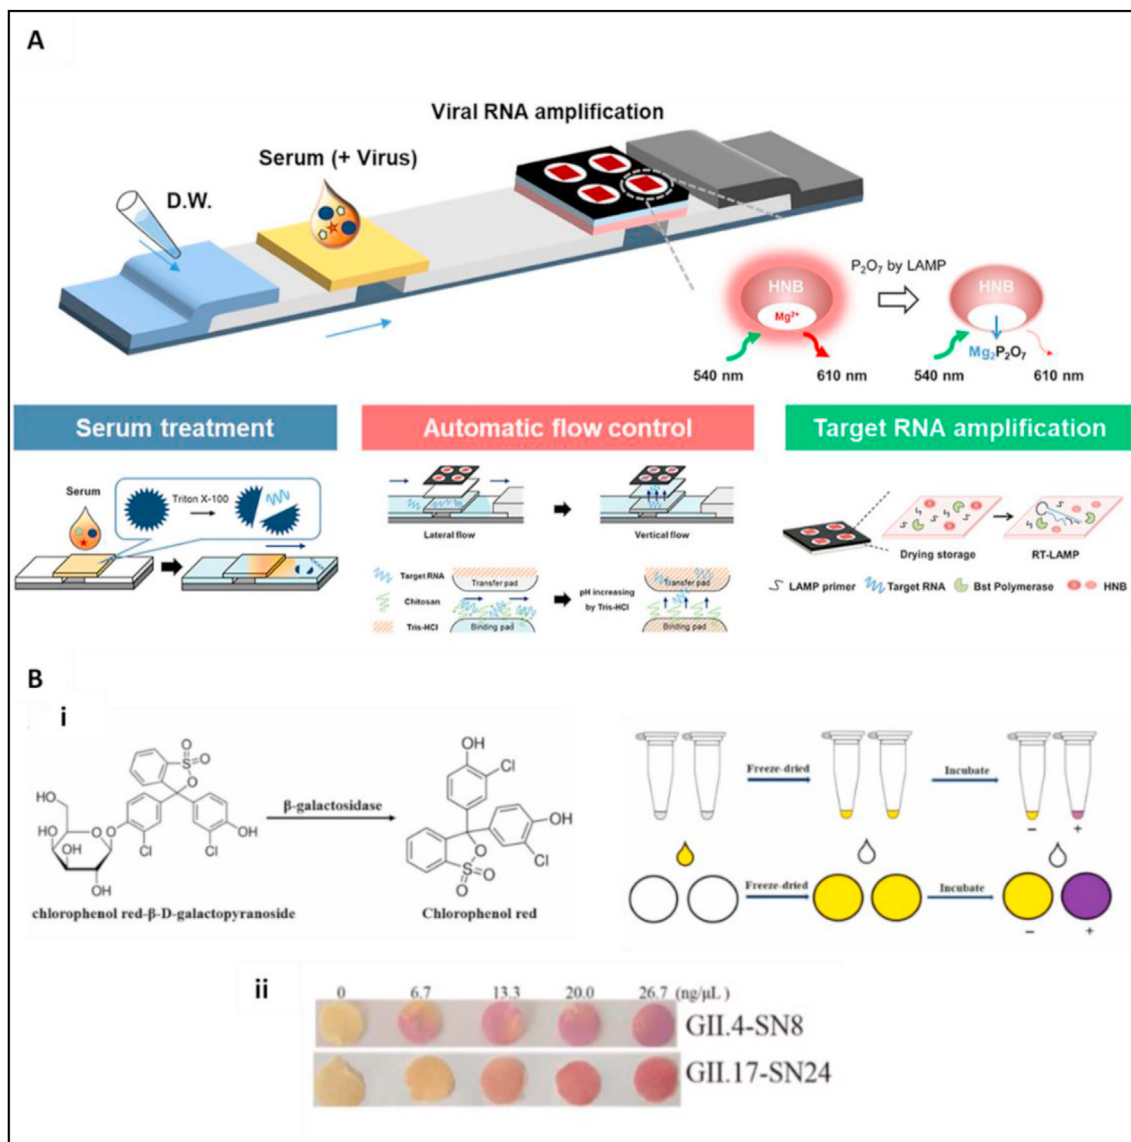 A
Viral RNA amplification
Serum (+ Virus)
D.W.
P₂O₇ by LAMP
HNB
HNB
Mg²⁺
Mg₂P₂O₇
540 nm
610 nm
540 nm
610 nm
Serum treatment
Automatic flow control
Target RNA amplification
Serum
Triton X-100
Lateral flow
Vertical flow
Target RNA
Chitosan
Tris-HCl
Transfer pad
Binding pad
pH increasing
by Tris-HCl
Transfer pad
Binding pad
Drying storage
RT-LAMP
LAMP primer
Target RNA
Bst Polymerase
HNB
B
i
O
S
O
O
HO
HO
O
OH
OH
O
Cl
Cl
OH
β-galactosidase
OH
Cl
OH
Cl
O
S
O
O
chlorophenol red-β-D-galactopyranoside
Chlorophenol red
Freeze-dried
Incubate
− +
Freeze-dried
Incubate
− +
ii
0 6.7 13.3 20.0 26.7 (ng/μL )
GII.4-SN8
GII.17-SN24